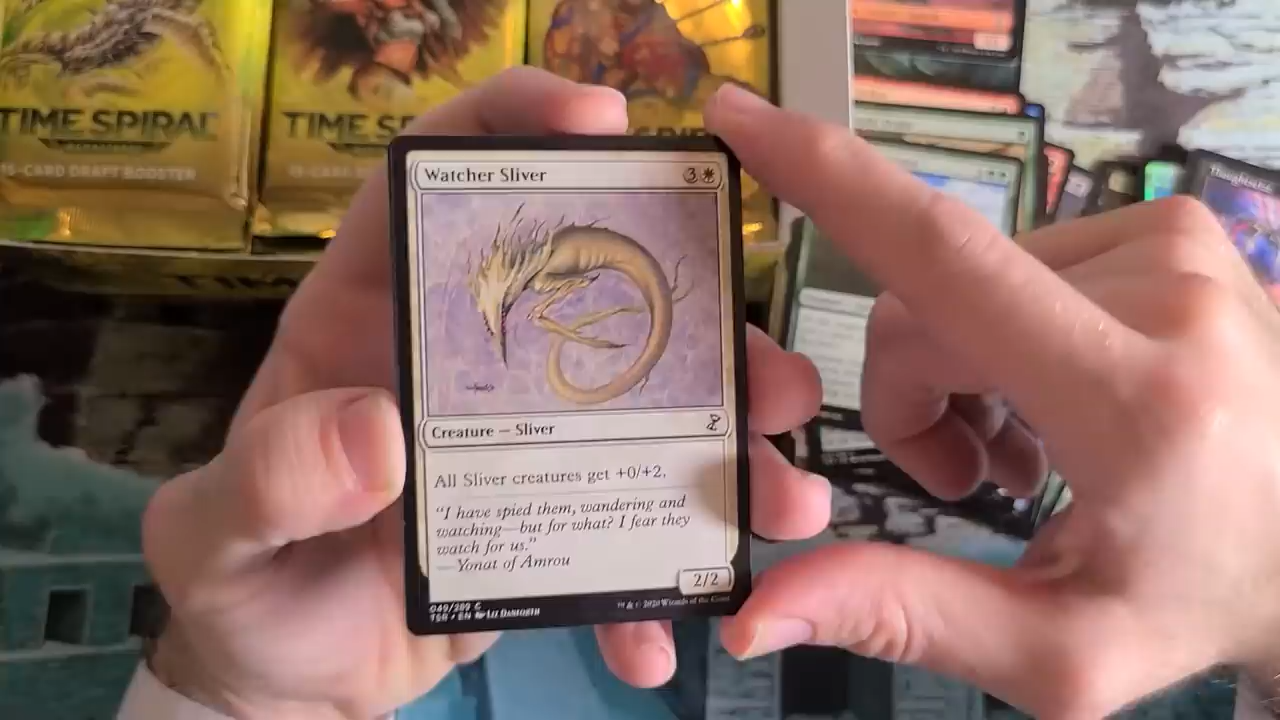 TIME SPIRAL
TIME S
15-CARD DRAFT BOOSTER
15-CARD DRAFT
Thoughtseize
Watcher Sliver 3
Creature — Sliver
All Sliver creatures get +0/+2.
"I have spied them, wandering and
watching—but for what? I fear they
watch for us."
—Yonat of Amrou
2/2
049/289 C
TSR • EN Liz Danforth
™ & © 2020 Wizards of the Coast